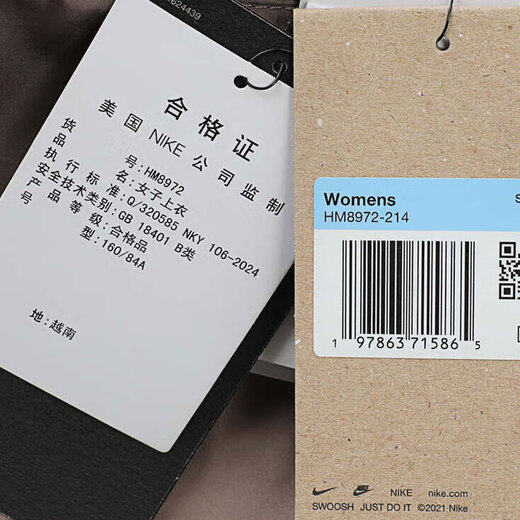 624439
合格证
美国 NIKE 公司监制
货号: HM8972
品名: 女子上衣
执行标准: Q/320585 NKY 106-2024
安全技术类别: GB 18401 B类
产品等级: 合格品
号型: 160/84A
地: 越南
Womens
S
HM8972-214
1 97863 71586 5
NIKE nike.com
SWOOSH JUST DO IT ©2021 Nike